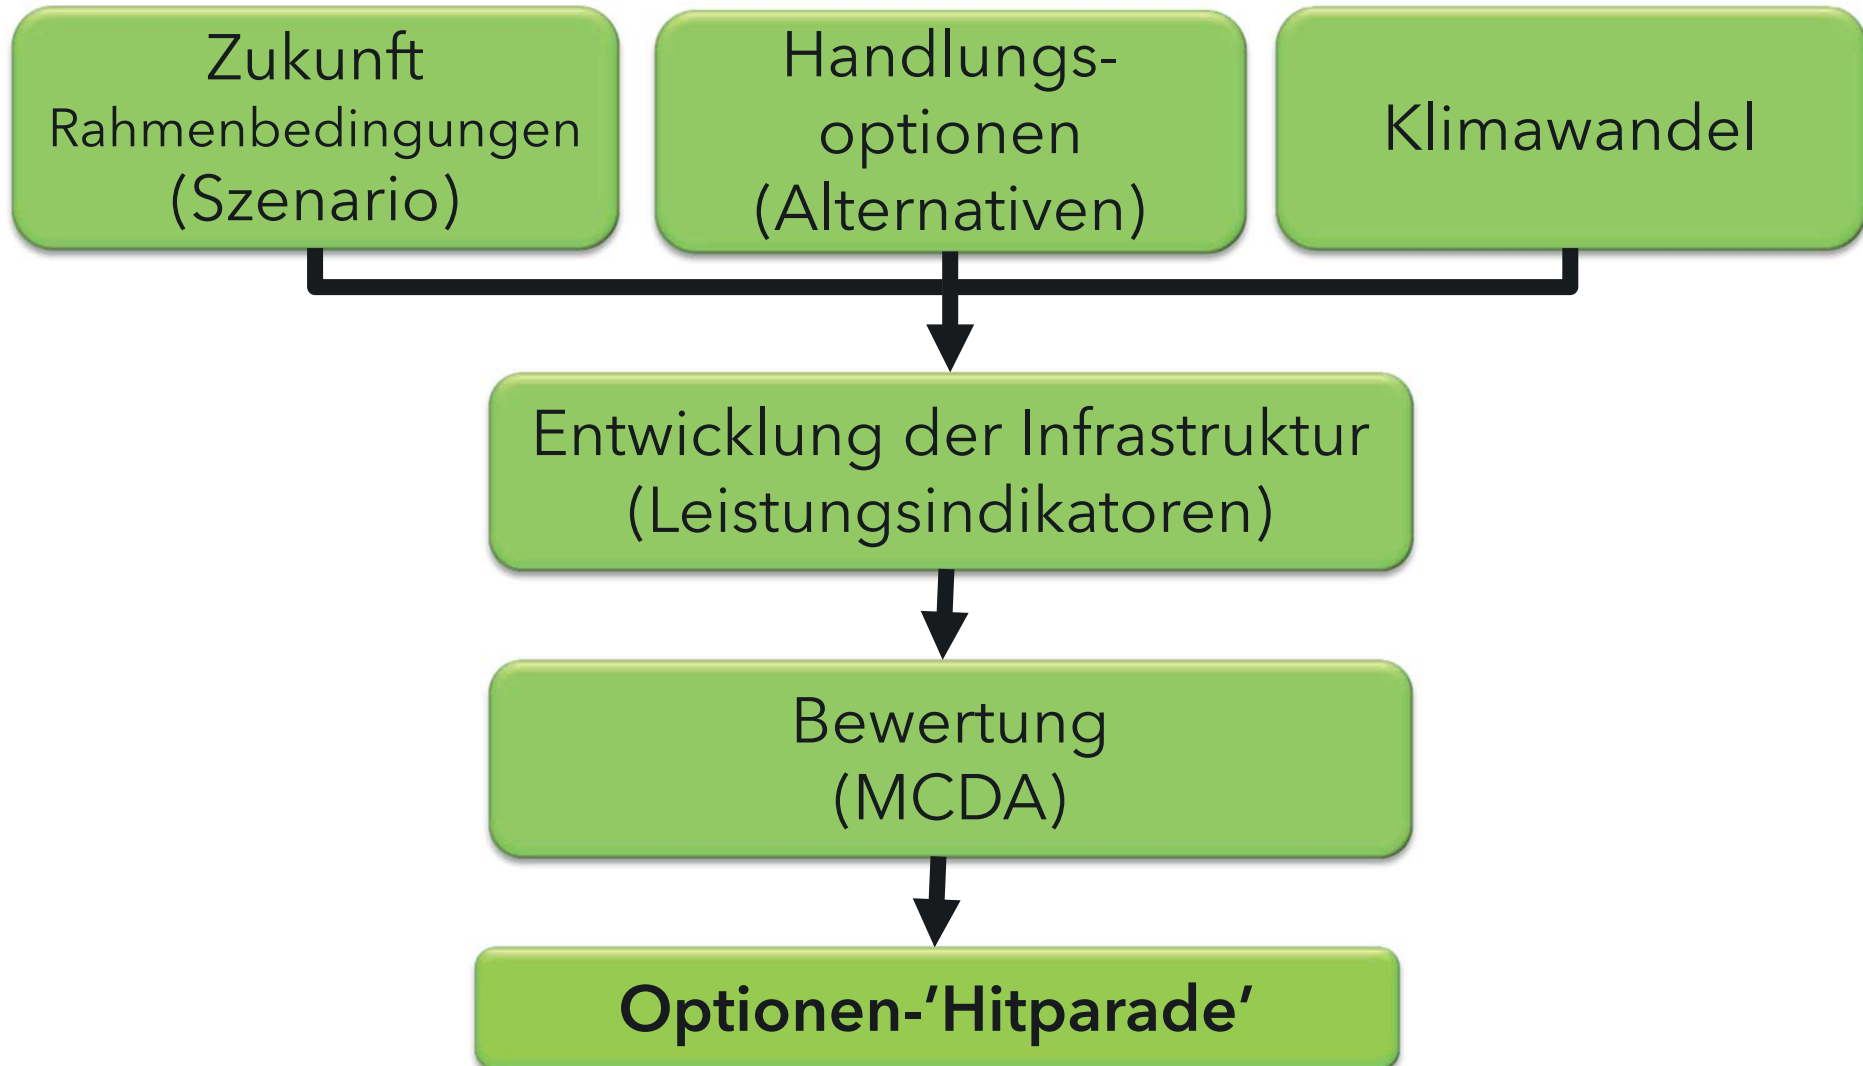 Zukunft
Rahmenbedingungen
(Szenario)
Handlungs-
optionen
(Alternativen)
Klimawandel
Entwicklung der Infrastruktur
(Leistungsindikatoren)
Bewertung
(MCDA)
Optionen-’Hitparade’